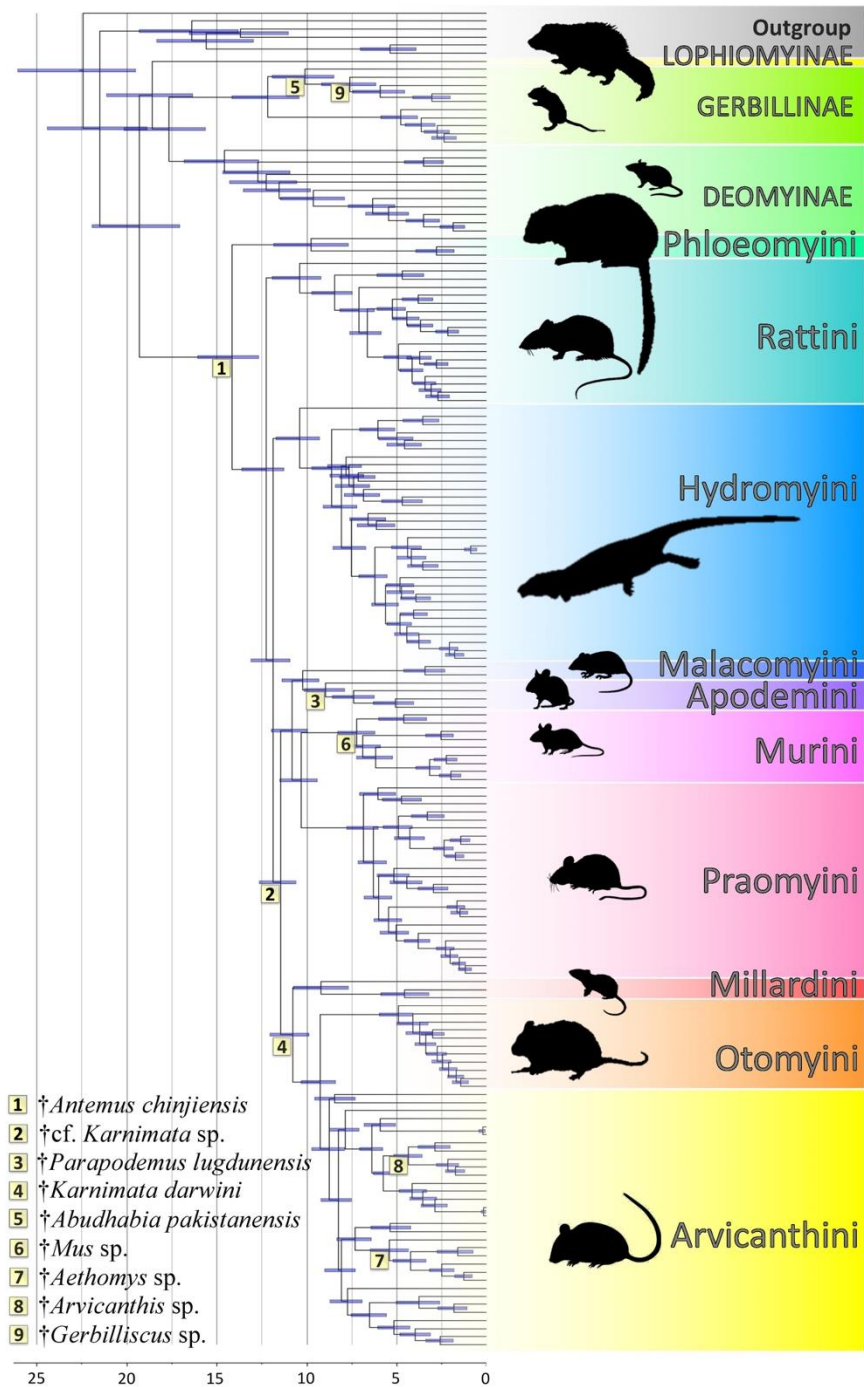 Outgroup
LOPHIOMYINAE
5
9
GERBILLINAE
DEOMYINAE
Phloeomyini
1
Rattini
Hydromyini
Malacomyini
3
Apodemini
6
Murini
2
Praomyini
Millardini
4
Otomyini
1 †Antemus chinjiensis
2 †cf. Karnimata sp.
3 †Parapodemus lugdunensis
8
4 †Karnimata darwini
5 †Abudhabia pakistanensis
6 †Mus sp.
Arvicanthini
7
7 †Aethomys sp.
8 †Arvicanthis sp.
9 †Gerbilliscus sp.
25 20 15 10 5 0